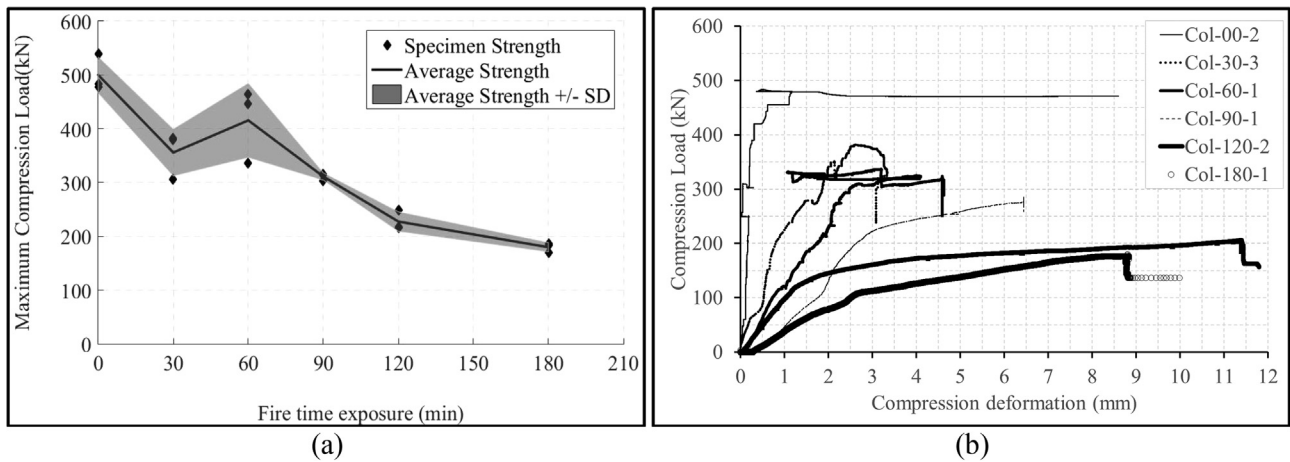 600
500
400
300
200
100
0
Maximum Compression Load(kN)
Specimen Strength
Average Strength
Average Strength +/- SD
0 30 60 90 120 150 180 210
Fire time exposure (min)
(a)
600
500
400
300
200
100
0
Compression Load (kN)
Col-00-2
Col-30-3
Col-60-1
Col-90-1
Col-120-2
Col-180-1
0 1 2 3 4 5 6 7 8 9 10 11 12
Compression deformation (mm)
(b)